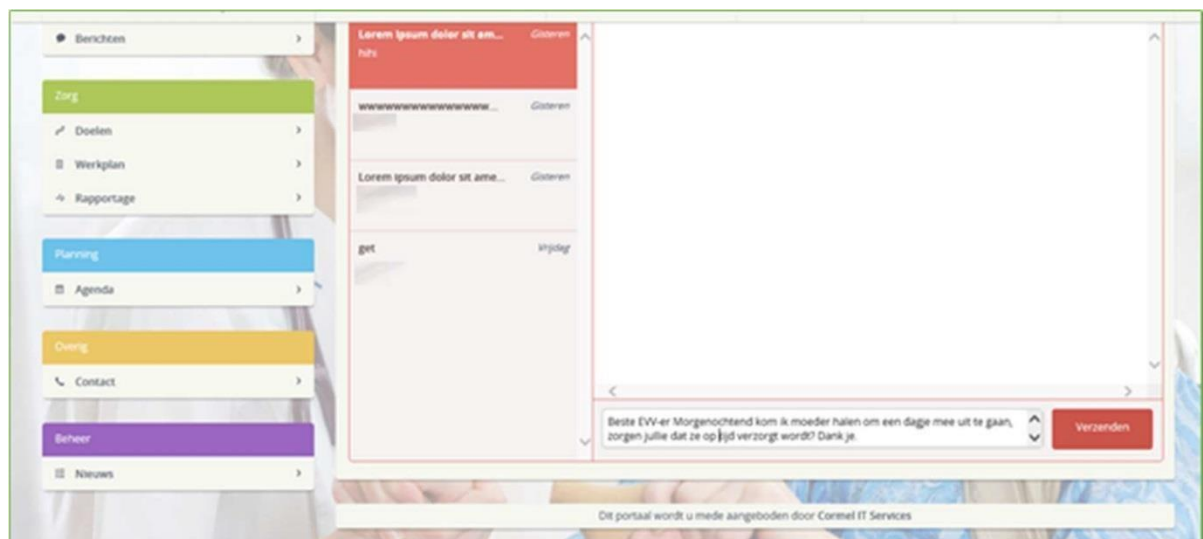 Berichten
Zorg
Doelen
Werkplan
Rapportage
Planning
Agenda
Overig
Contact
Beheer
Nieuws
Lorem ipsum dolor sit am... Gisteren
hihi
wwwwwwwwwwwwwwww... Gisteren
Lorem ipsum dolor sit ame... Gisteren
get Vrijdag
Beste EVV-er Morgenochtend kom ik moeder halen om een dagje mee uit te gaan,
zorgen jullie dat ze op tijd verzorgt wordt? Dank je.
Verzenden
Dit portaal wordt u mede aangeboden door Cormel IT Services